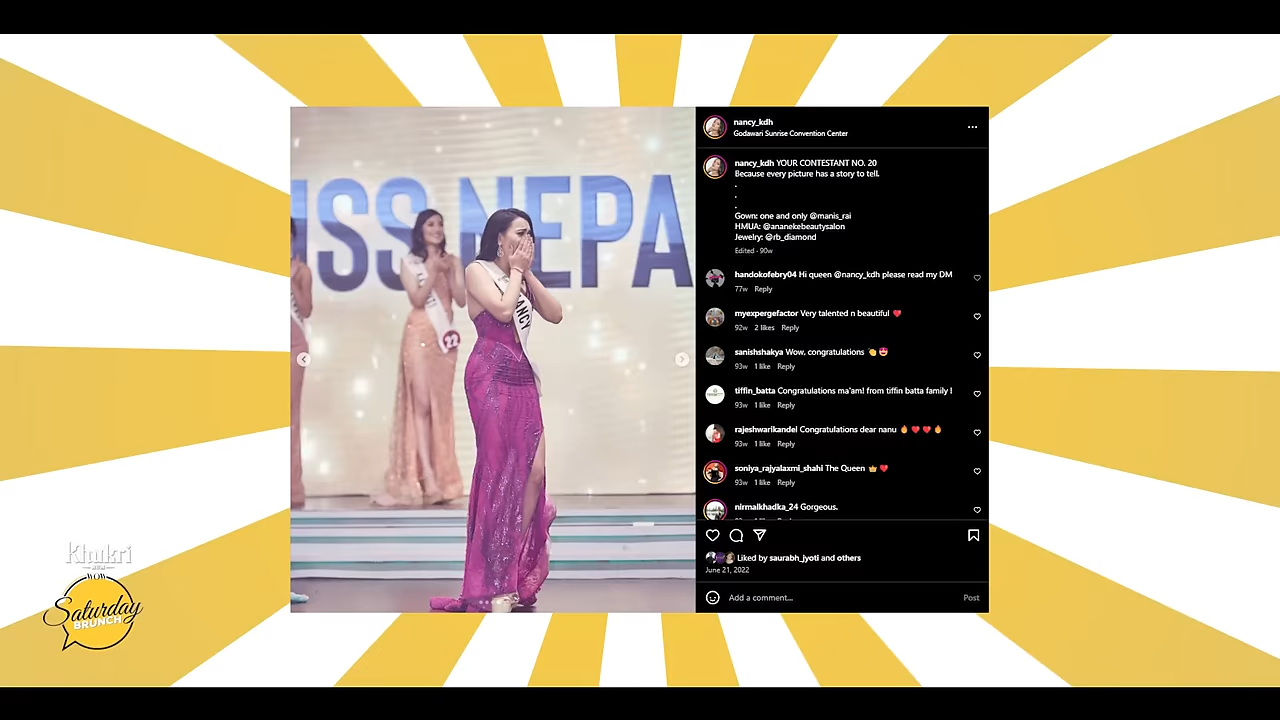 ISS NEPA
22
NANCY
nancy_kdh
Godawari Sunrise Convention Center
nancy_kdh YOUR CONTESTANT NO. 20
Because every picture has a story to tell.
.
.
.
Gown: one and only @manis_rai
HMUA: @ananekebeautysalon
Jewelry: @rb_diamond
Edited · 90w
handokofebry04 Hi queen @nancy_kdh please read my DM
77w Reply
myexpergefactor Very talented n beautiful ❤️
92w 2 likes Reply
sanishshakya Wow, congratulations 👏😍
93w 1 like Reply
tiffin_batta Congratulations ma'am! from tiffin batta family !
93w 1 like Reply
rajeshwarikandel Congratulations dear nanu 🔥❤️❤️🔥
93w 1 like Reply
soniya_rajyalaxmi_shahi The Queen 👑❤️
93w 1 like Reply
nirmalkhadka_24 Gorgeous.
Liked by saurabh_jyoti and others
June 21, 2022
Add a comment...
Post
Khukri
RUM
WOW
Saturday
BRUNCH